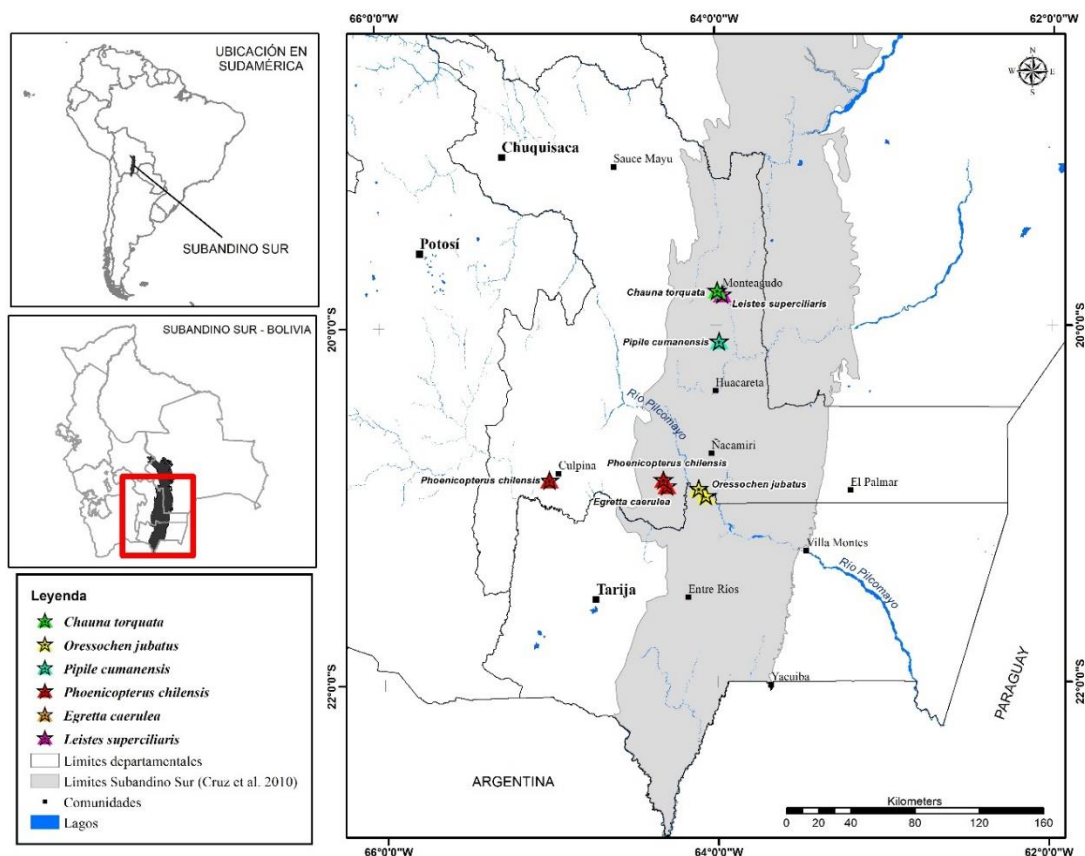 UBICACIÓN EN
SUDAMÉRICA
SUBANDINO SUR
SUBANDINO SUR - BOLIVIA
Leyenda
Chauna torquata
Oressochen jubatus
Pipile cumanensis
Phoenicopterus chilensis
Egretta caerulea
Leistes superciliaris
Límites departamentales
Límites Subandino Sur (Cruz et al. 2010)
Comunidades
Lagos
66°0'0"W
64°0'0"W
62°0'0"W
N
W E
S
Chuquisaca
Sauce Mayu
Potosí
Monteagudo
Chauna torquata
Leistes superciliaris
20°0'0"S
20°0'0"S
Pipile cumanensis
Huacareta
Río Pilcomayo
Ñacamiri
Phoenicopterus chilensis
Culpina
Phoenicopterus chilensis
Oressochen jubatus
El Palmar
Egretta caerulea
Villa Montes
Río Pilcomayo
Tarija
Entre Ríos
Yacuiba
22°0'0"S
22°0'0"S
PARAGUAY
ARGENTINA
Kilometers
0 10 20 40 60 80 100 120 140 160
66°0'0"W
64°0'0"W
62°0'0"W